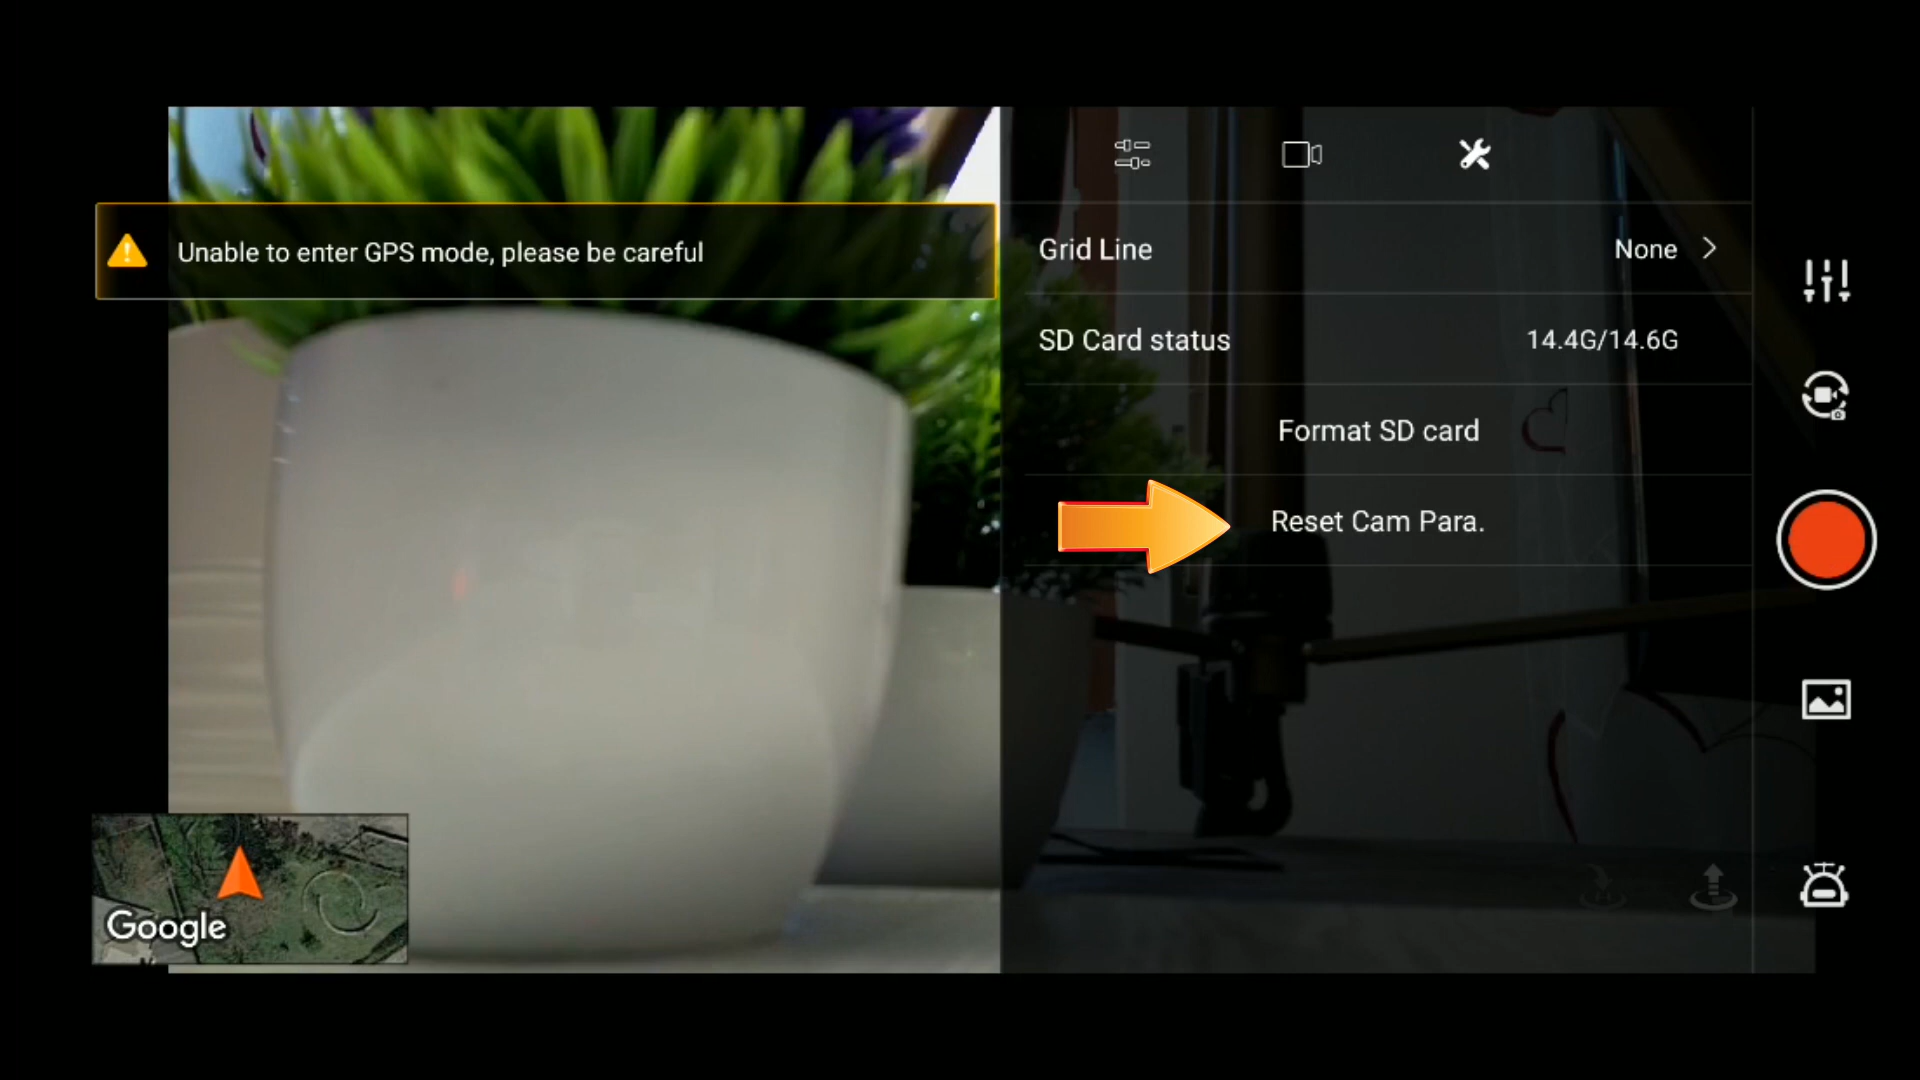 Unable to enter GPS mode, please be careful
Grid Line
None
SD Card status
14.4G/14.6G
Format SD card
Reset Cam Para.
Google